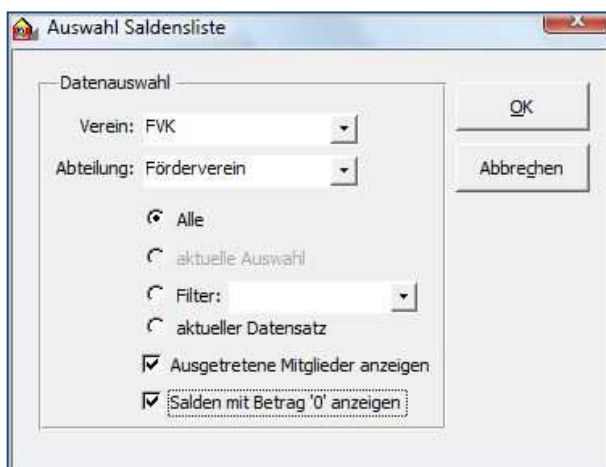 Auswahl Saldensliste
Datenauswahl
Verein: FVK
Abteilung: Förderverein
Alle
aktuelle Auswahl
Filter:
aktueller Datensatz
Ausgetretene Mitglieder anzeigen
Salden mit Betrag '0' anzeigen
OK
Abbrechen